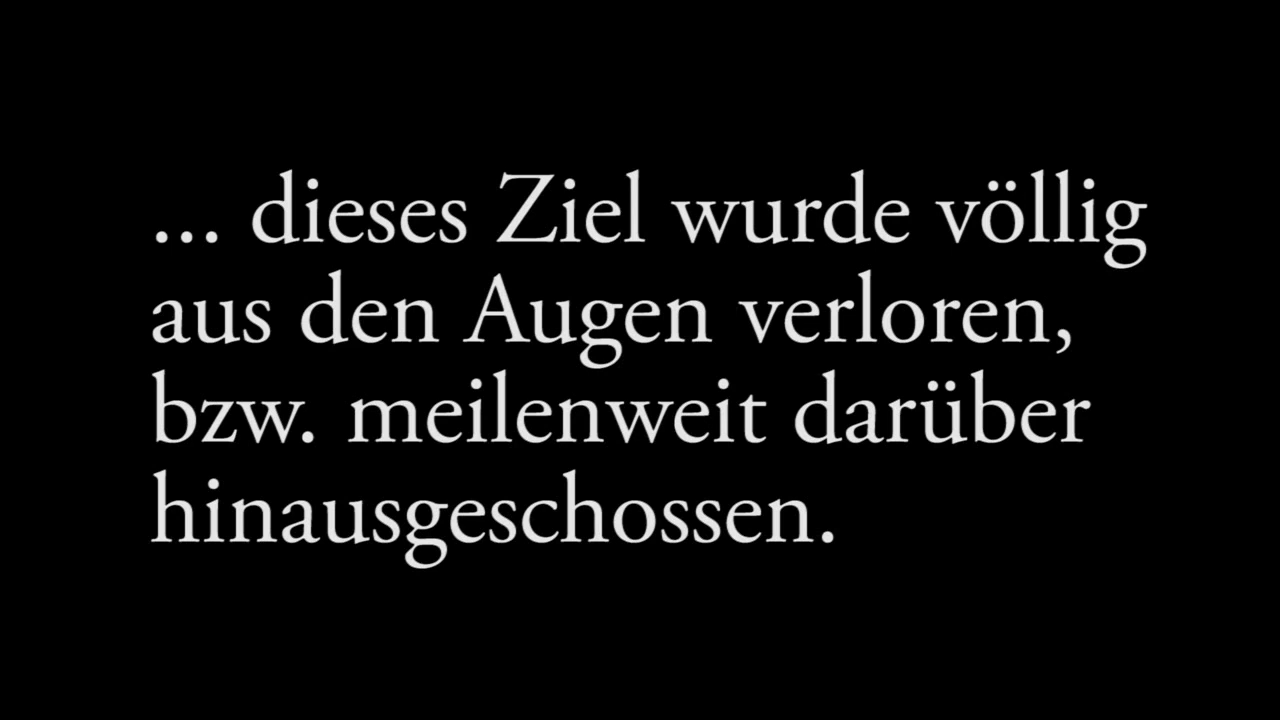 ... dieses Ziel wurde völlig
aus den Augen verloren,
bzw. meilenweit darüber
hinausgeschossen.